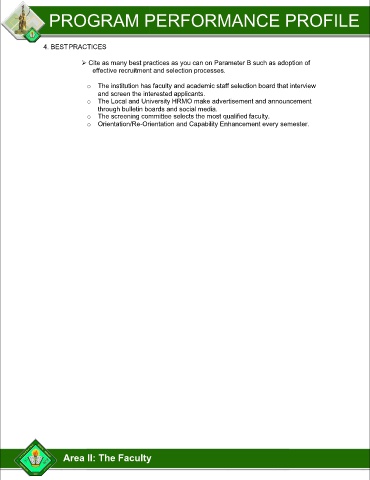 PROGRAM PERFORMANCE PROFILE
4. BEST PRACTICES
➢ Cite as many best practices as you can on Parameter B such as adoption of
effective recruitment and selection processes.
o The institution has faculty and academic staff selection board that interview
and screen the interested applicants.
o The Local and University HRMO make advertisement and announcement
through bulletin boards and social media.
o The screening committee selects the most qualified faculty.
o Orientation/Re-Orientation and Capability Enhancement every semester.
Area II: The Faculty